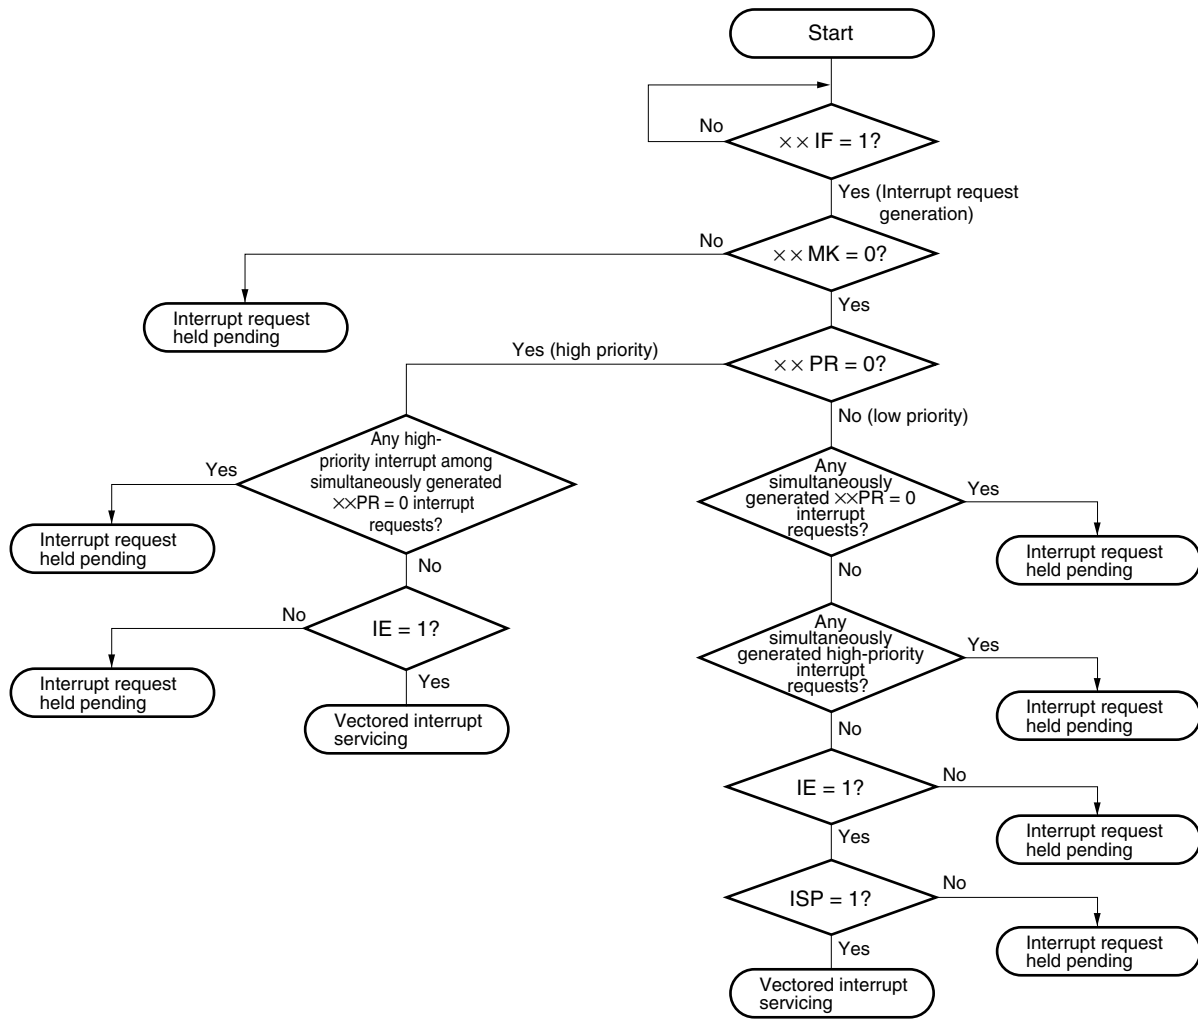 Start
No
×× IF = 1?
Yes (Interrupt request
generation)
No
×× MK = 0?
Interrupt request
held pending
Yes
Yes (high priority)
×× PR = 0?
No (low priority)
Any high-
priority interrupt among
simultaneously generated
××PR = 0 interrupt
requests?
Yes
Interrupt request
held pending
No
Any
simultaneously
generated ××PR = 0
interrupt
requests?
Yes
Interrupt request
held pending
No
No
IE = 1?
Interrupt request
held pending
Yes
Vectored interrupt
servicing
Any
simultaneously
generated high-priority
interrupt
requests?
Yes
Interrupt request
held pending
No
IE = 1?
No
Interrupt request
held pending
Yes
ISP = 1?
No
Interrupt request
held pending
Yes
Vectored interrupt
servicing